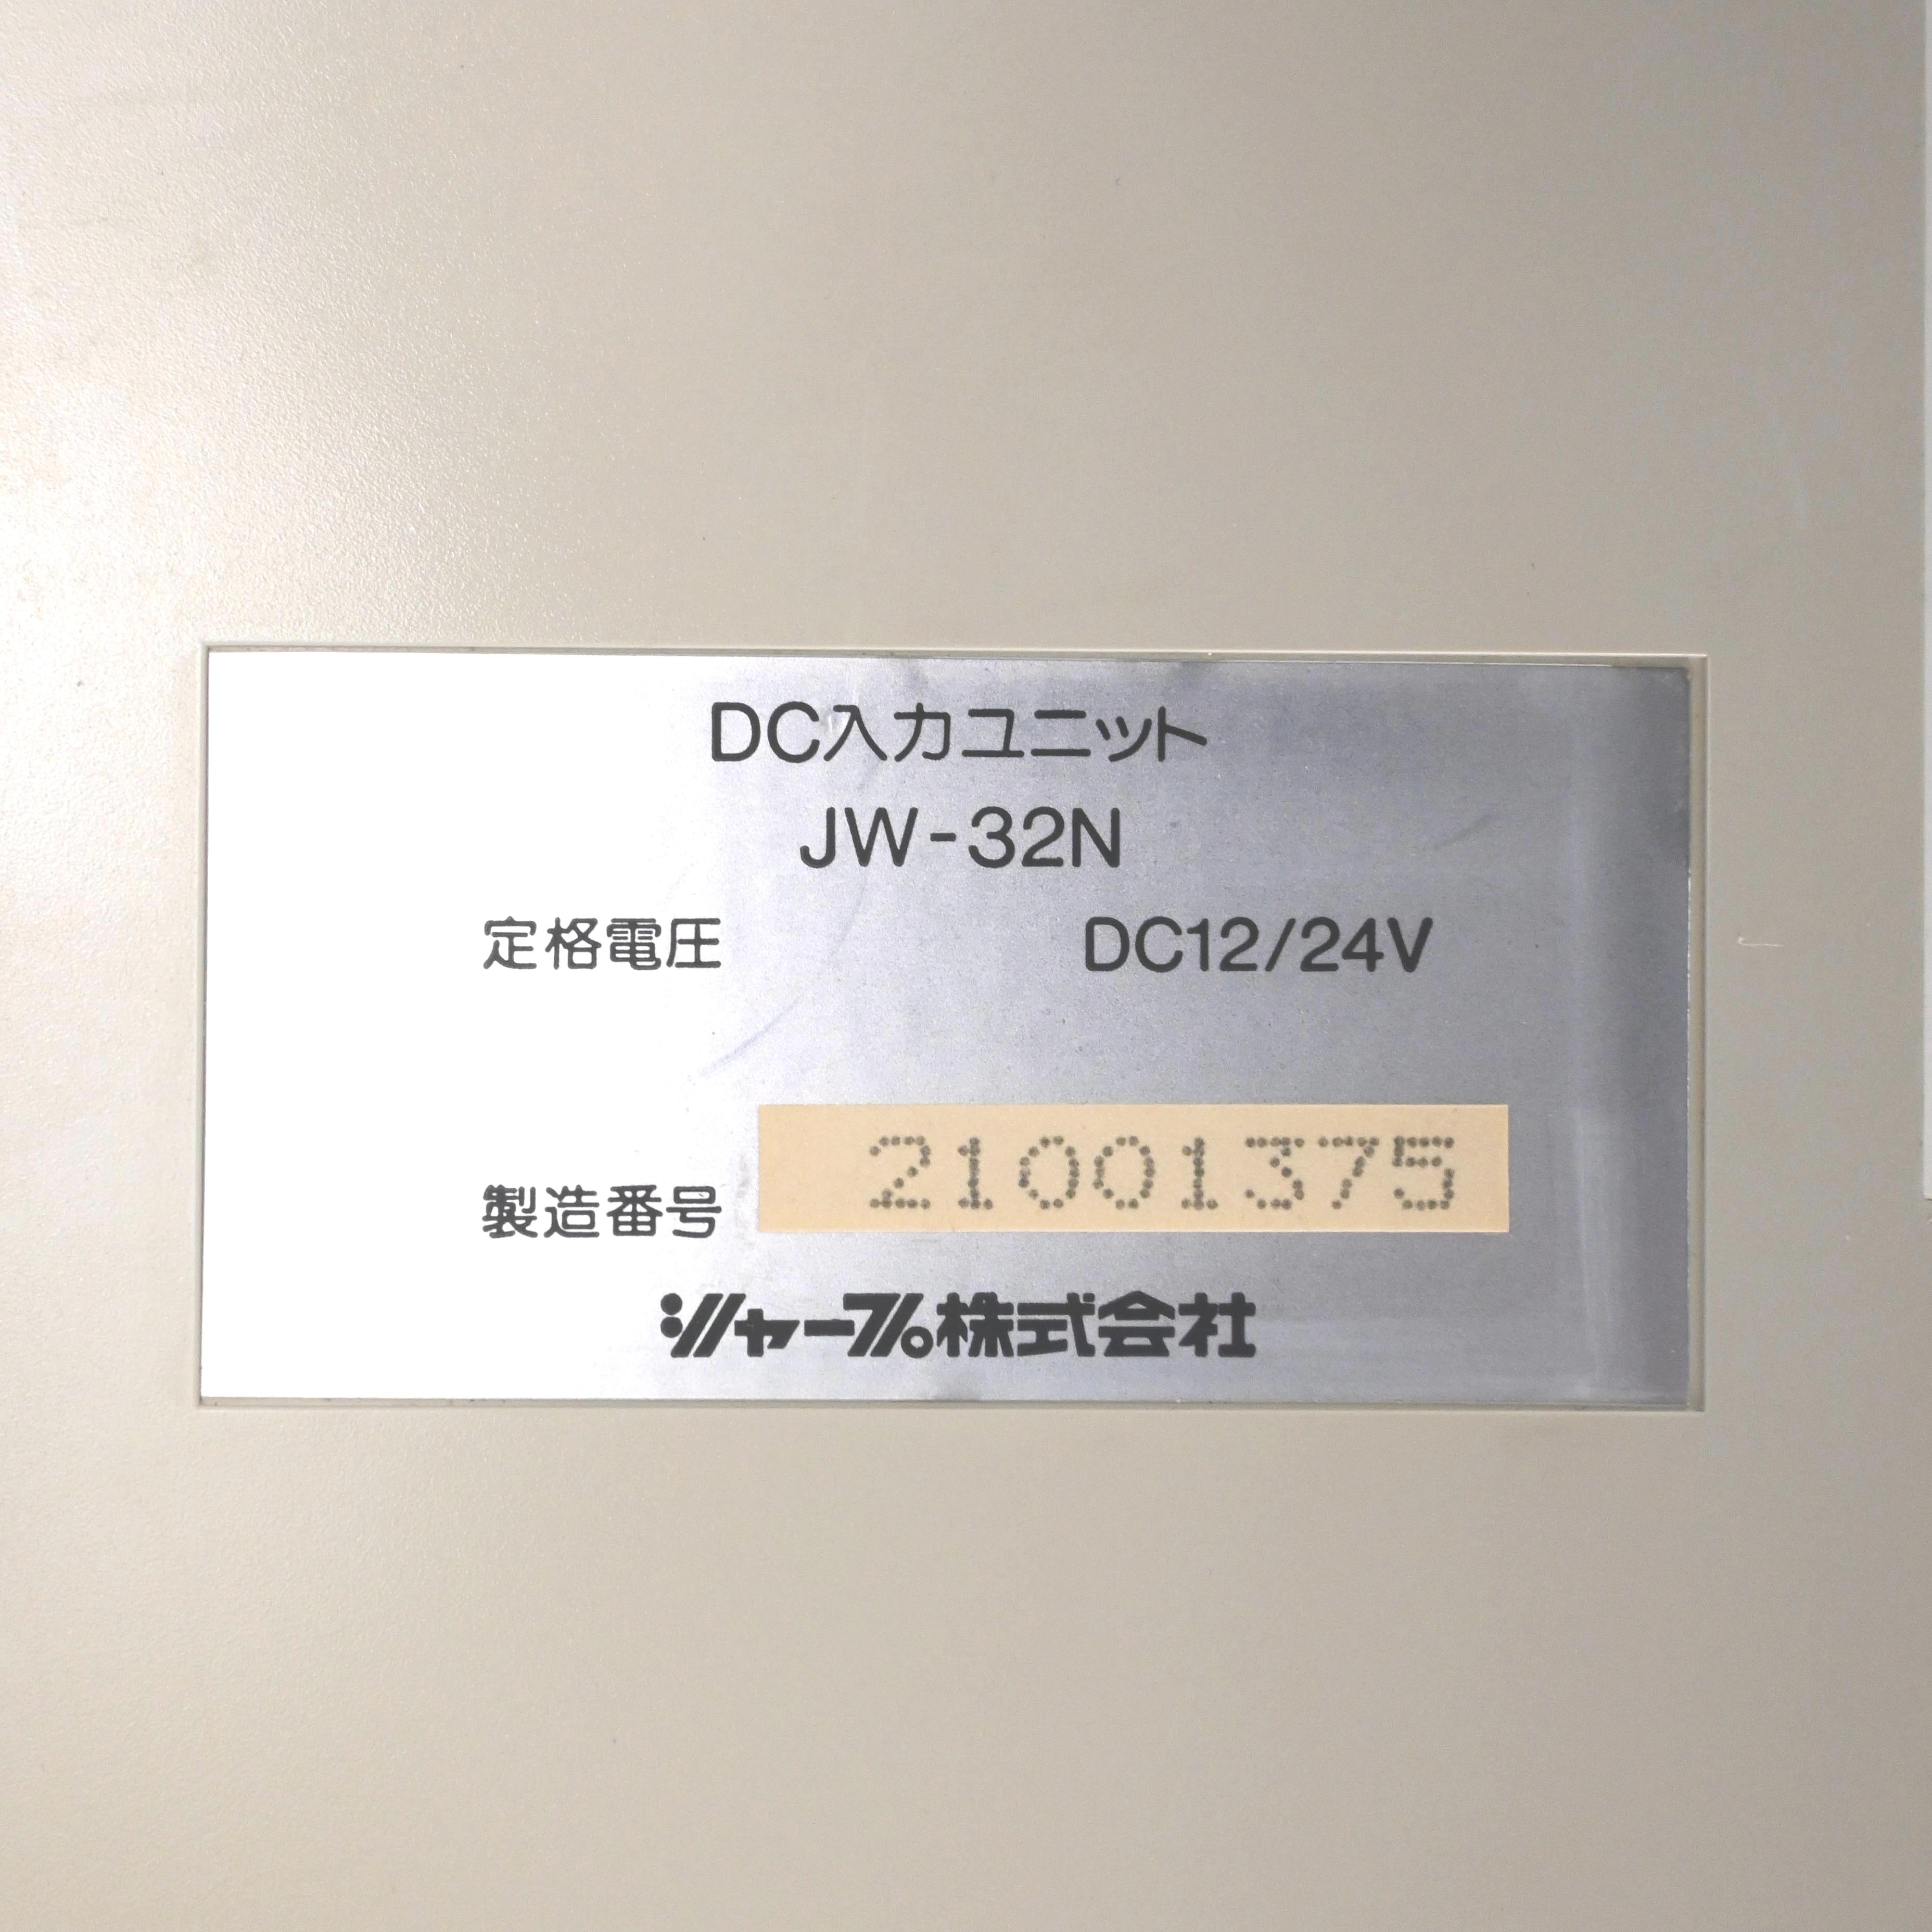 DC入力ユニット
JW-32N
定格電圧 DC12/24V
製造番号 21001375
シャープ株式会社